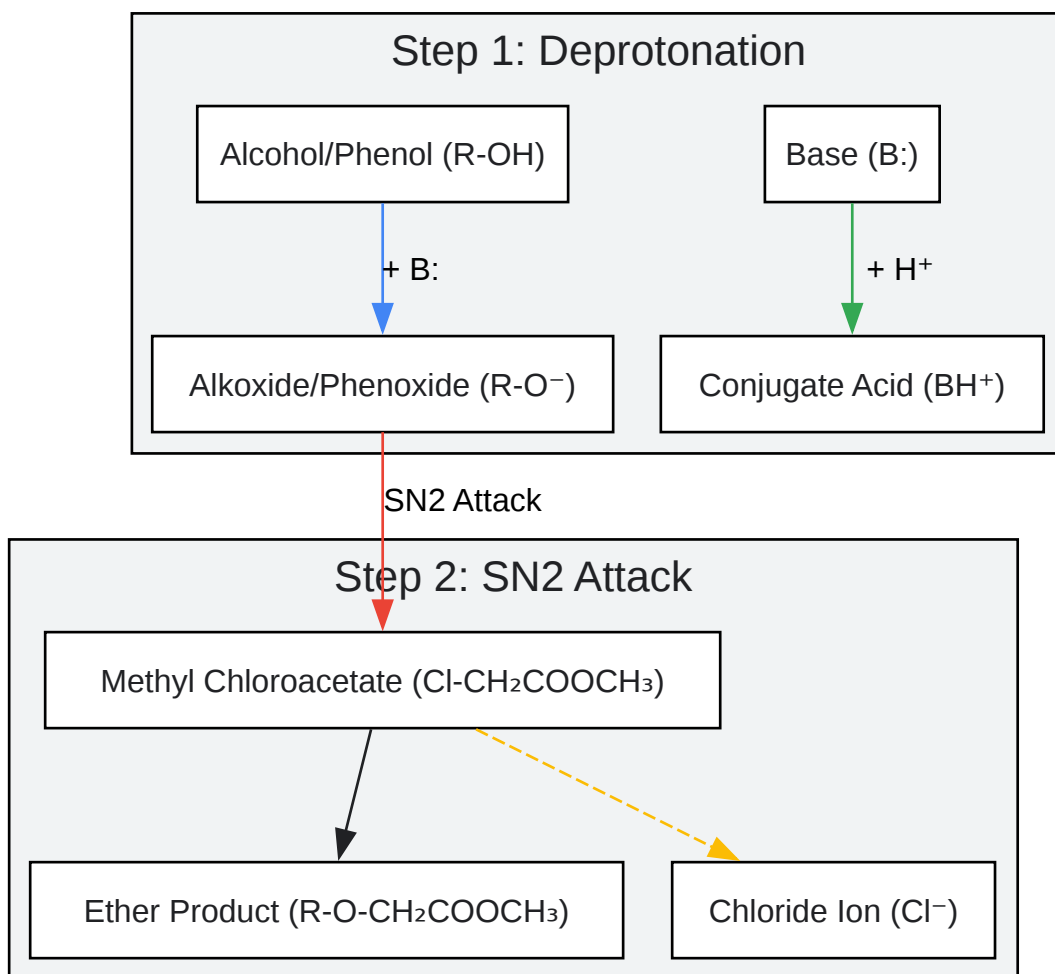 Step 1: Deprotonation
Alcohol/Phenol (R-OH)
Base (B:)
+ B:
+ H⁺
Alkoxide/Phenoxide (R-O⁻)
Conjugate Acid (BH⁺)
SN2 Attack
Step 2: SN2 Attack
Methyl Chloroacetate (Cl-CH₂COOCH₃)
Ether Product (R-O-CH₂COOCH₃)
Chloride Ion (Cl⁻)